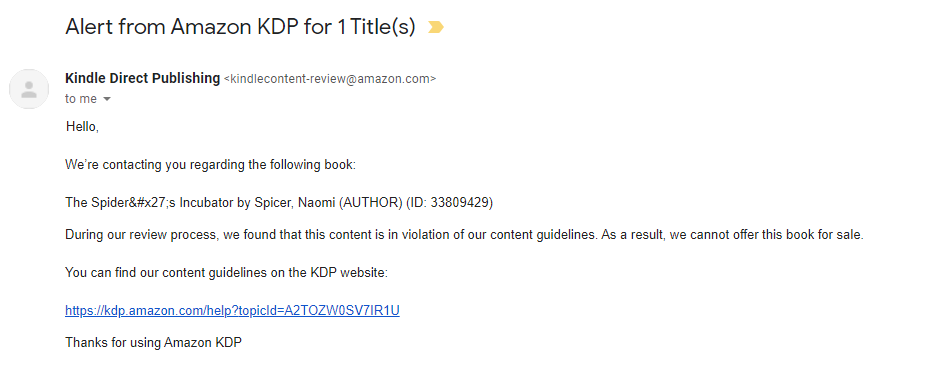 Alert from Amazon KDP for 1 Title(s)
Kindle Direct Publishing <kindlecontent-review@amazon.com>
to me
Hello,
We're contacting you regarding the following book:
The Spider&#x27;s Incubator by Spicer, Naomi (AUTHOR) (ID: 33809429)
During our review process, we found that this content is in violation of our content guidelines. As a result, we cannot offer this book for sale.
You can find our content guidelines on the KDP website:
https://kdp.amazon.com/help?topicId=A2TOZW0SV7IR1U
Thanks for using Amazon KDP